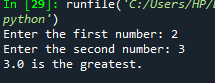 In [29]: runfile('C:/Users/HP/
python')
Enter the first number: 2
Enter the second number: 3
3.0 is the greatest.